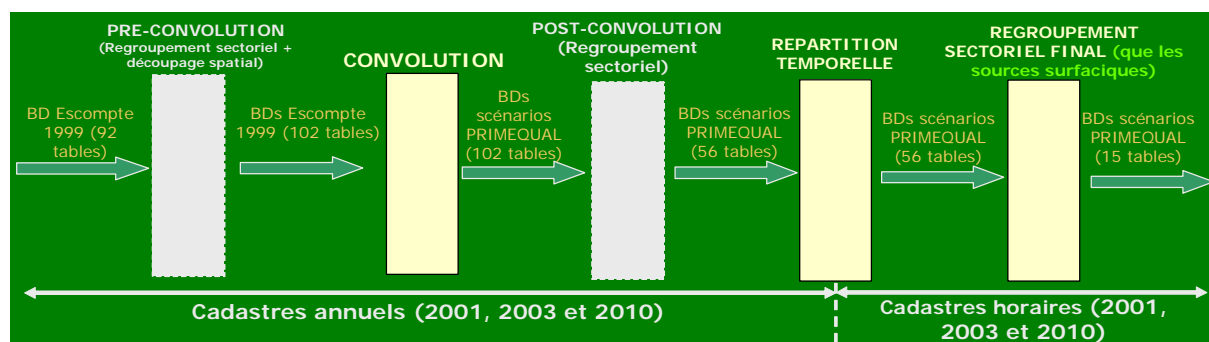 PRE-CONVOLUTION
(Regroupement sectoriel +
découpage spatial)
CONVOLUTION
POST-CONVOLUTION
(Regroupement
sectoriel)
REPARTITION
TEMPORELLE
REGROUPEMENT
SECTORIEL FINAL (que les
sources surfaciques)
BD Escompte
1999 (92
tables)
BDs Escompte
1999 (102 tables)
BDs
scénarios
PRIMEQUAL
(102 tables)
BDs scénarios
PRIMEQUAL
(56 tables)
BDs scénarios
PRIMEQUAL
(56 tables)
BDs scénarios
PRIMEQUAL
(15 tables)
Cadastres annuels (2001, 2003 et 2010)
Cadastres horaires (2001,
2003 et 2010)